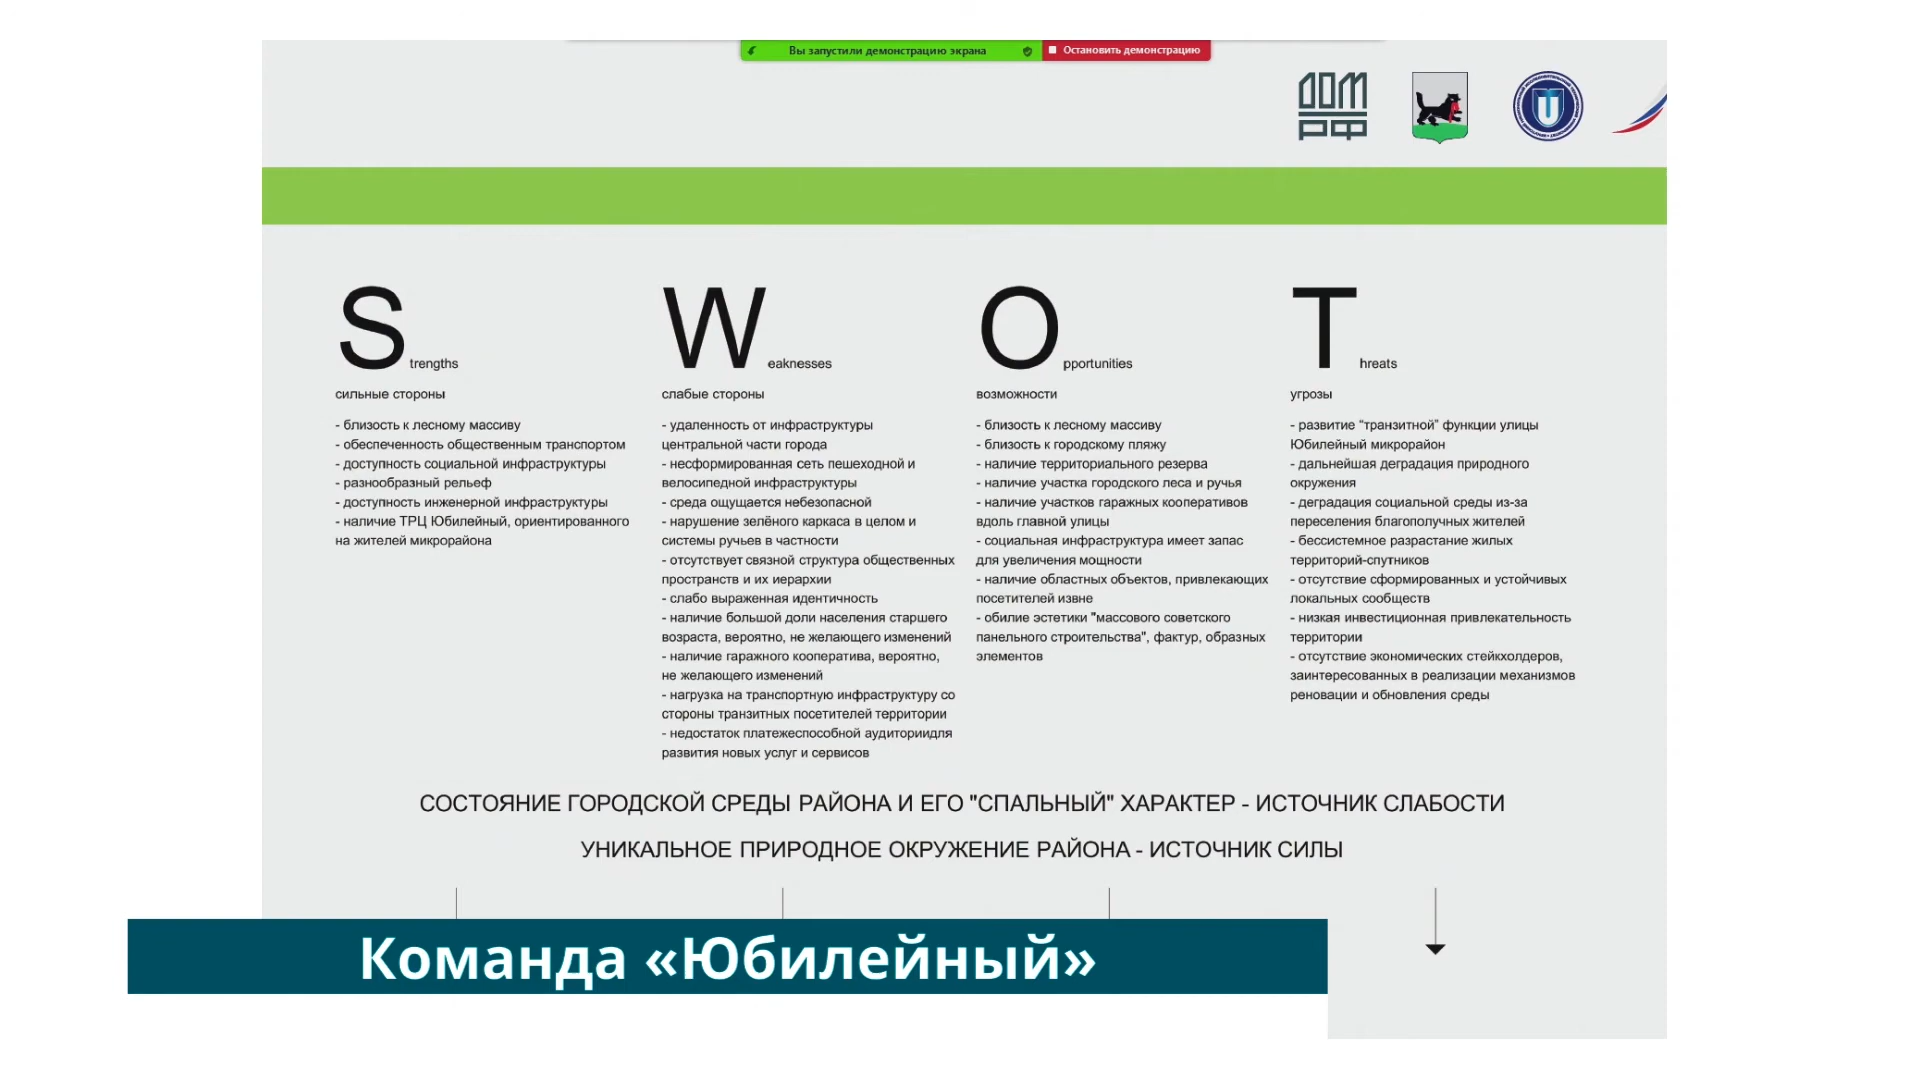 Вы запустили демонстрацию экрана
Остановить демонстрацию
ДОМ
РФ
S trengths
сильные стороны
- близость к лесному массиву
- обеспеченность общественным транспортом
- доступность социальной инфраструктуры
- разнообразный рельеф
- доступность инженерной инфраструктуры
- наличие ТРЦ Юбилейный, ориентированного
на жителей микрорайона
W eaknesses
слабые стороны
- удаленность от инфраструктуры
центральной части города
- несформированная сеть пешеходной и
велосипедной инфраструктуры
- среда ощущается небезопасной
- нарушение зелёного каркаса в целом и
системы ручьев в частности
- отсутствует связной структура общественных
пространств и их иерархии
- слабо выраженная идентичность
- наличие большой доли населения старшего
возраста, вероятно, не желающего изменений
- наличие гаражного кооператива, вероятно,
не желающего изменений
- нагрузка на транспортную инфраструктуру со
стороны транзитных посетителей территории
- недостаток платежеспособной аудиториидля
развития новых услуг и сервисов
O pportunities
возможности
- близость к лесному массиву
- близость к городскому пляжу
- наличие территориального резерва
- наличие участка городского леса и ручья
- наличие участков гаражных кооперативов
вдоль главной улицы
- социальная инфраструктура имеет запас
для увеличения мощности
- наличие областных объектов, привлекающих
посетителей извне
- обилие эстетики "массового советского
панельного строительства", фактур, образных
элементов
T hreats
угрозы
- развитие “транзитной” функции улицы
Юбилейный микрорайон
- дальнейшая деградация природного
окружения
- деградация социальной среды из-за
переселения благополучных жителей
- бессистемное разрастание жилых
территорий-спутников
- отсутствие сформированных и устойчивых
локальных сообществ
- низкая инвестиционная привлекательность
территории
- отсутствие экономических стейкхолдеров,
заинтересованных в реализации механизмов
реновации и обновления среды
СОСТОЯНИЕ ГОРОДСКОЙ СРЕДЫ РАЙОНА И ЕГО "СПАЛЬНЫЙ" ХАРАКТЕР - ИСТОЧНИК СЛАБОСТИ
УНИКАЛЬНОЕ ПРИРОДНОЕ ОКРУЖЕНИЕ РАЙОНА - ИСТОЧНИК СИЛЫ
Команда «Юбилейный»